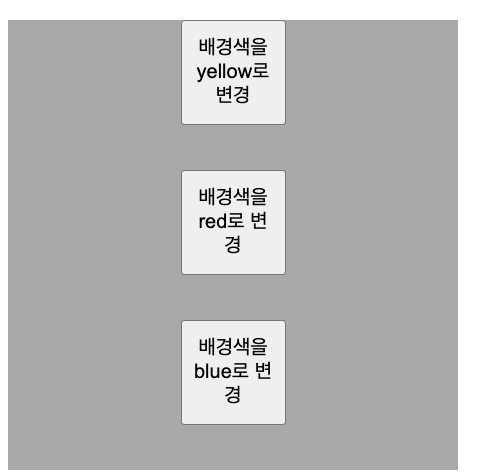 배경색을
yellow로
변경
배경색을
red로 변
경
배경색을
blue로 변
경